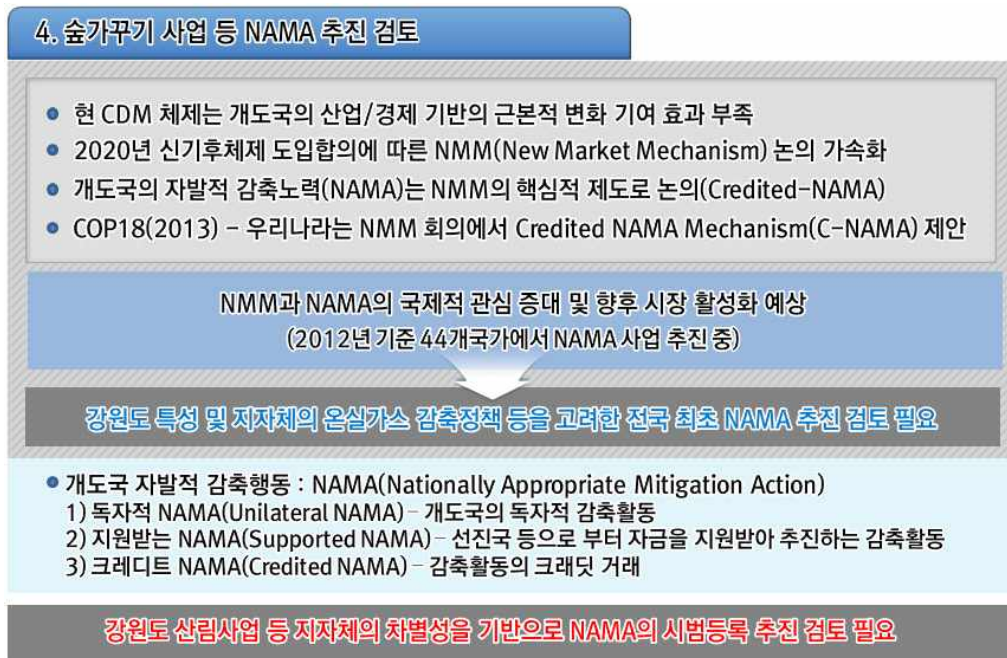 4. 숲가꾸기 사업 등 NAMA 추진 검토
현 CDM 체제는 개도국의 산업/경제 기반의 근본적 변화 기여 효과 부족
2020년 신기후체제 도입합의에 따른 NMM(New Market Mechanism) 논의 가속화
개도국의 자발적 감축노력(NAMA)는 NMM의 핵심적 제도로 논의(Credited-NAMA)
COP18(2013) - 우리나라는 NMM 회의에서 Credited NAMA Mechanism(C-NAMA) 제안
NMM과 NAMA의 국제적 관심 증대 및 향후 시장 활성화 예상
(2012년 기준 44개국가에서 NAMA 사업 추진 중)
강원도 특성 및 지자체의 온실가스 감축정책 등을 고려한 전국 최초 NAMA 추진 검토 필요
개도국 자발적 감축행동 : NAMA(Nationally Appropriate Mitigation Action)
1) 독자적 NAMA(Unilateral NAMA) - 개도국의 독자적 감축활동
2) 지원받는 NAMA(Supported NAMA) - 선진국 등으로 부터 자금을 지원받아 추진하는 감축활동
3) 크레디트 NAMA(Credited NAMA) - 감축활동의 크래딧 거래
강원도 산림사업 등 지자체의 차별성을 기반으로 NAMA의 시범등록 추진 검토 필요